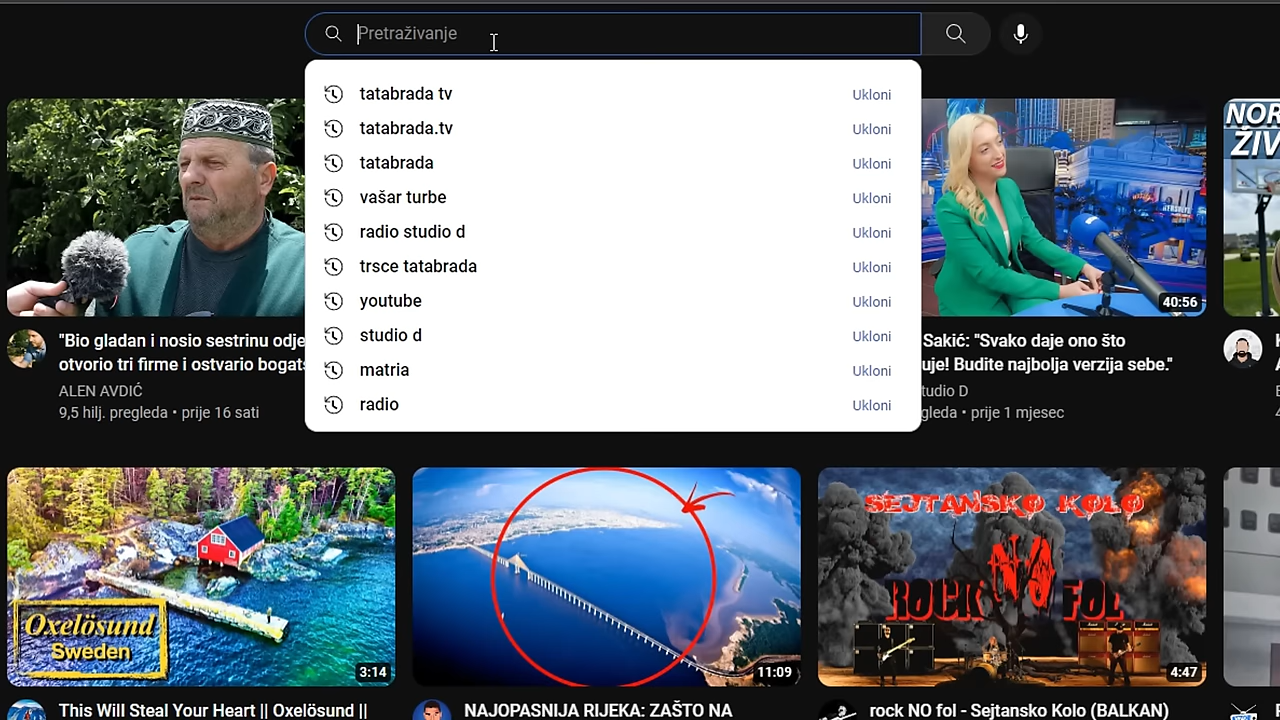 Pretraživanje
tatabrada tv Ukloni
tatabrada.tv Ukloni
tatabrada Ukloni
vašar turbe Ukloni
radio studio d Ukloni
trsce tatabrada Ukloni
youtube Ukloni
studio d Ukloni
matria Ukloni
radio Ukloni
NOR
ŽIV
40:56
"Bio gladan i nosio sestrinu odje
otvorio tri firme i ostvario bogat
ALEN AVDIĆ
9,5 hilj. pregleda • prije 16 sati
Sakić: "Svako daje ono što
uje! Budite najbolja verzija sebe."
tudio D
gleda • prije 1 mjesec
Oxelösund
Sweden
3:14
11:09
SEJTANSKO KOLO
ROCK NO FOL
4:47
This Will Steal Your Heart || Oxelösund ||
NAJOPASNIJA RIJEKA: ZAŠTO NA
rock NO fol - Sejtansko Kolo (BALKAN)